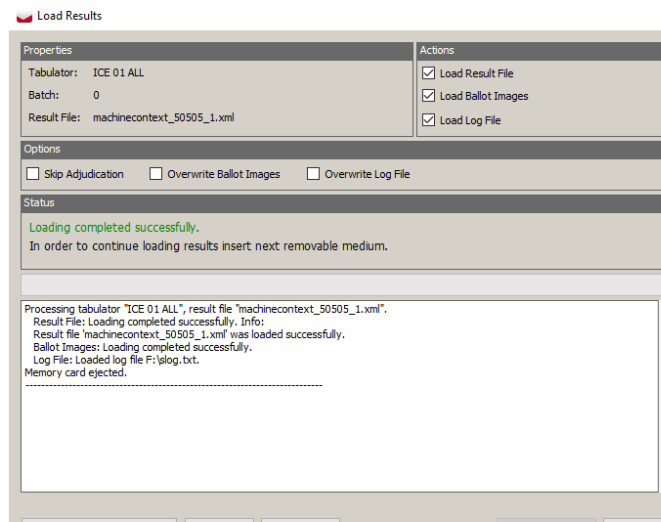 Load Results
Properties
Tabulator: ICE 01 ALL
Batch: 0
Result File: machinecontext_50505_1.xml
Actions
Load Result File
Load Ballot Images
Load Log File
Options
Skip Adjudication Overwrite Ballot Images Overwrite Log File
Status
Loading completed successfully.
In order to continue loading results insert next removable medium.
Processing tabulator "ICE 01 ALL", result file "machinecontext_50505_1.xml".
Result File: Loading completed successfully. Info:
Result file 'machinecontext_50505_1.xml' was loaded successfully.
Ballot Images: Loading completed successfully.
Log File: Loaded log file F:\slog.txt.
Memory card ejected.
--------------------------------------------------------------------------